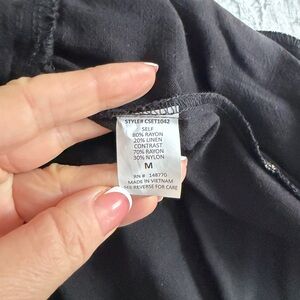 STYLE# CSET1042
SELF
80% RAYON
20% LINEN
CONTRAST
70% RAYON
30% NYLON
M
RN # 148770
MADE IN VIETNAM
SEE REVERSE FOR CARE